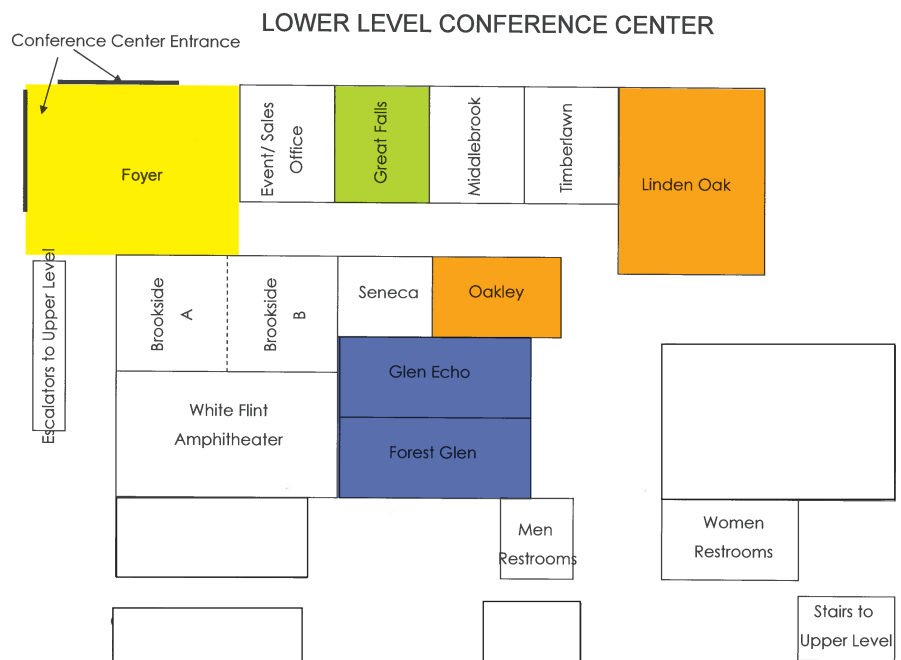 LOWER LEVEL CONFERENCE CENTER
Conference Center Entrance
Foyer
Event/ Sales
Office
Great Falls
Middlebrook
Timberlawn
Linden Oak
Escalators to Upper Level
Brookside
A
Brookside
B
Seneca
Oakley
Glen Echo
White Flint
Amphitheater
Forest Glen
Men
Restrooms
Women
Restrooms
Stairs to
Upper Level